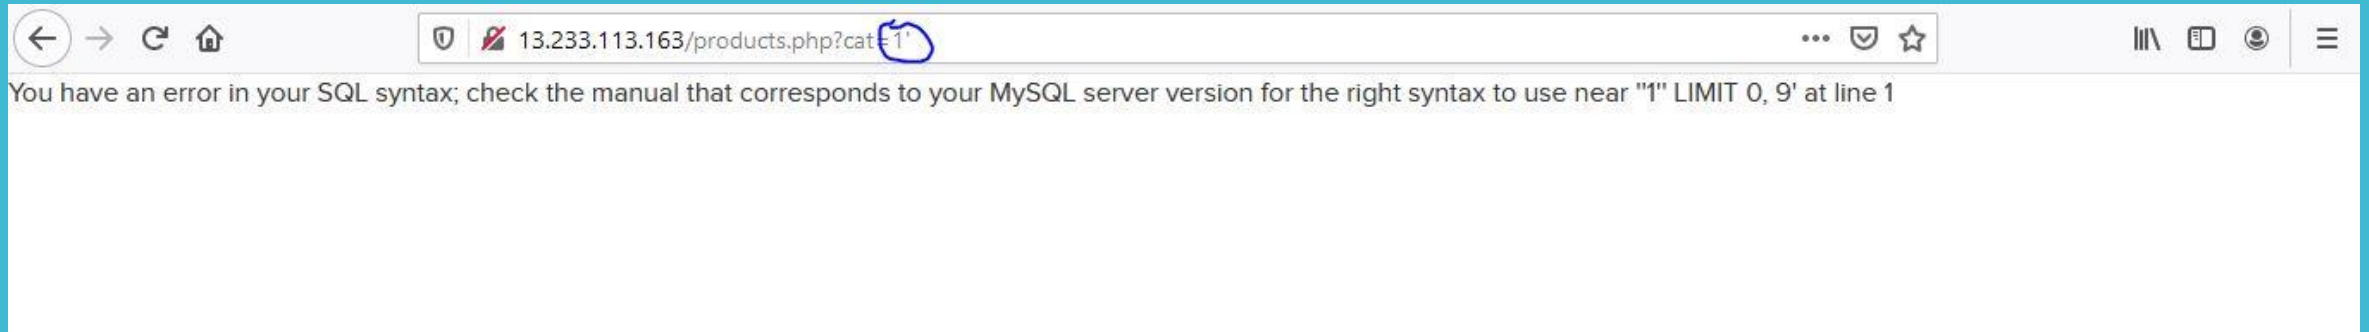 13.233.113.163/products.php?cat=1'
You have an error in your SQL syntax; check the manual that corresponds to your MySQL server version for the right syntax to use near ''1'' LIMIT 0, 9' at line 1